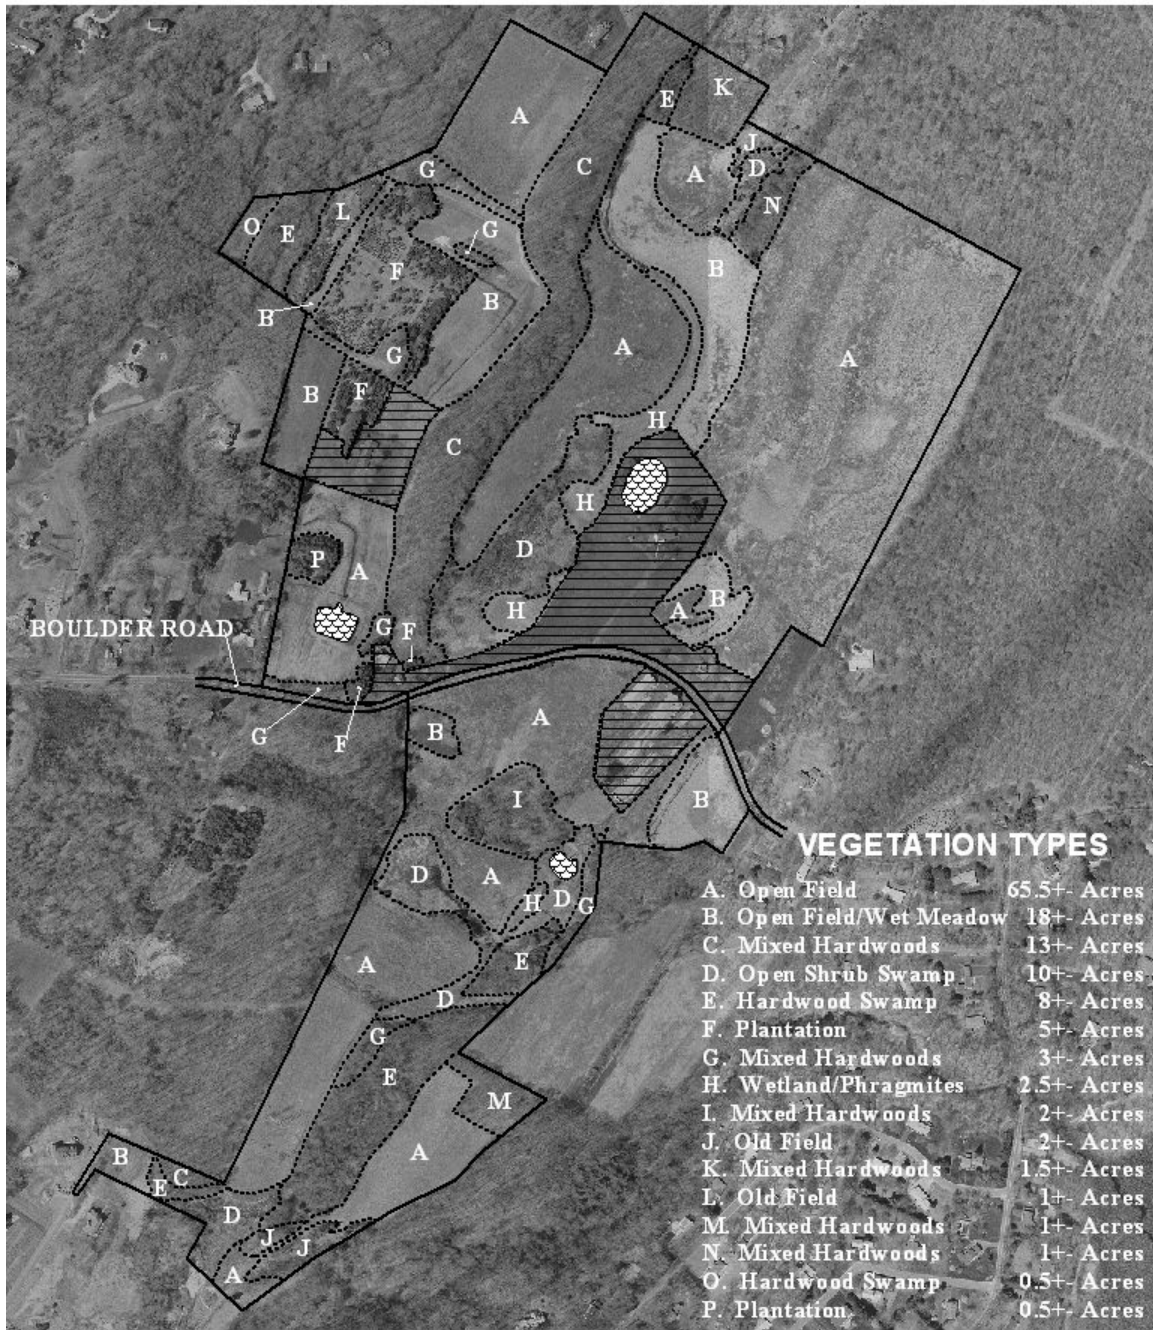 A
K
E
C
J
D
A
N
G
L
O
E
G
F
B
B
B
A
A
G
F
B
H
C
H
D
P
A
H
A
B
G
F
BOULDER ROAD
G
F
A
B
I
B
D
A
H
D
G
A
E
D
G
E
M
A
B
C
E
D
J
J
A
VEGETATION TYPES
A. Open Field 65.5+- Acres
B. Open Field/Wet Meadow 18+- Acres
C. Mixed Hardwoods 13+- Acres
D. Open Shrub Swamp 10+- Acres
E. Hardwood Swamp 8+- Acres
F. Plantation 5+- Acres
G. Mixed Hardwoods 3+- Acres
H. Wetland/Phragmites 2.5+- Acres
I. Mixed Hardwoods 2+- Acres
J. Old Field 2+- Acres
K. Mixed Hardwoods 1.5+- Acres
L. Old Field 1+- Acres
M. Mixed Hardwoods 1+- Acres
N. Mixed Hardwoods 1+- Acres
O. Hardwood Swamp 0.5+- Acres
P. Plantation 0.5+- Acres